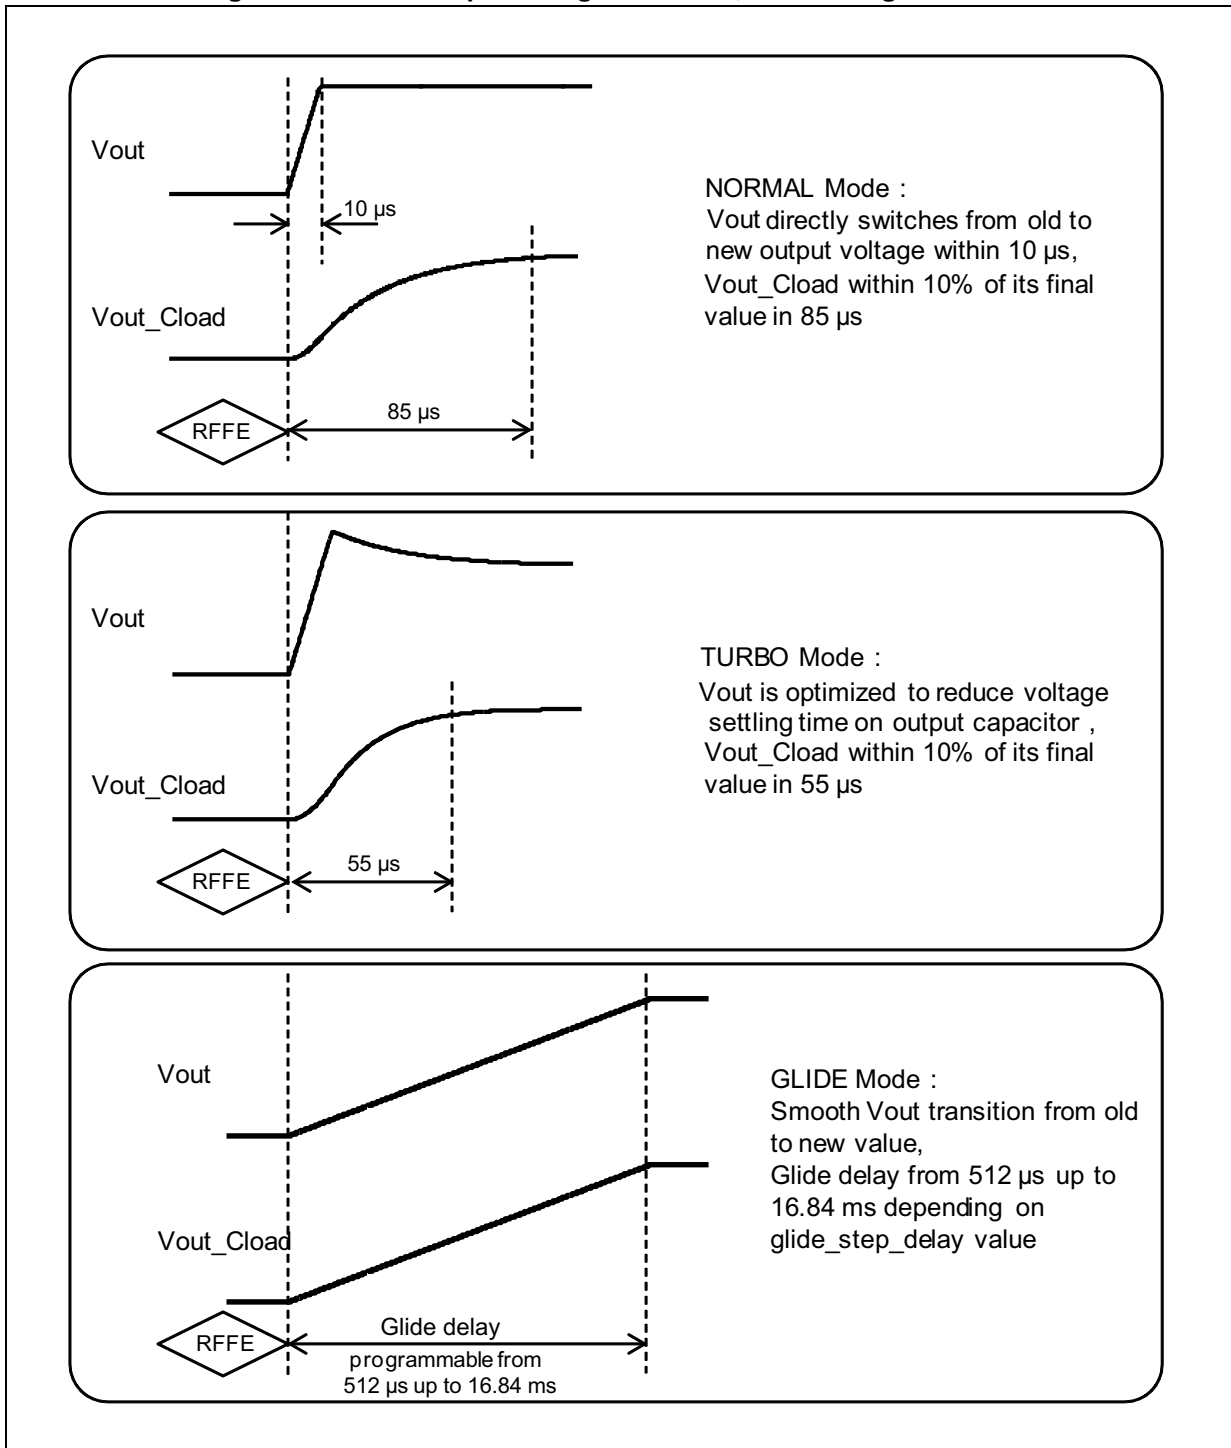 Vout
10 µs
Vout_Cload
85 µs
RFFE
NORMAL Mode :
Vout directly switches from old to
new output voltage within 10 µs,
Vout_Cload within 10% of its final
value in 85 µs
Vout
Vout_Cload
55 µs
RFFE
TURBO Mode :
Vout is optimized to reduce voltage
settling time on output capacitor ,
Vout_Cload within 10% of its final
value in 55 µs
Vout
Vout_Cload
RFFE
Glide delay
programmable from
512 µs up to 16.84 ms
GLIDE Mode :
Smooth Vout transition from old
to new value,
Glide delay from 512 µs up to
16.84 ms depending on
glide_step_delay value